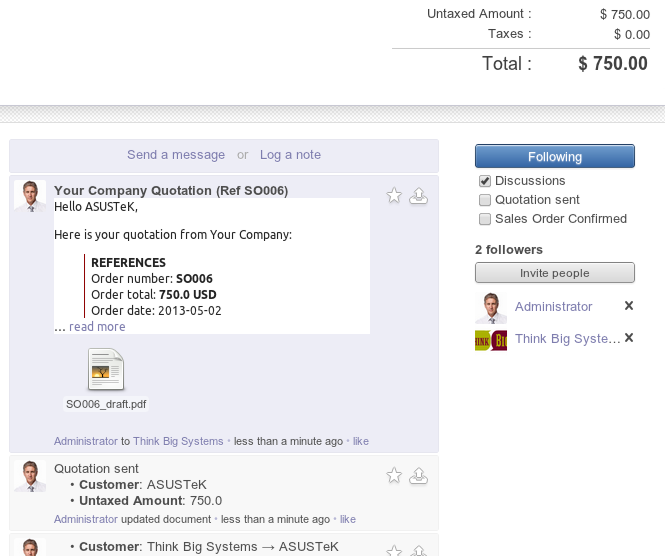 Untaxed Amount : $ 750.00
Taxes : $ 0.00
Total : $ 750.00
Send a message or Log a note
Your Company Quotation (Ref SO006)
Hello ASUSTeK,
Here is your quotation from Your Company:
REFERENCES
Order number: SO006
Order total: 750.0 USD
Order date: 2013-05-02
... read more
SO006_draft.pdf
Administrator to Think Big Systems • less than a minute ago • like
Quotation sent
• Customer: ASUSTeK
• Untaxed Amount: 750.0
Administrator updated document • less than a minute ago • like
• Customer: Think Big Systems → ASUSTeK
Following
Discussions
Quotation sent
Sales Order Confirmed
2 followers
Invite people
Administrator X
THINK BIG Think Big Syste... X